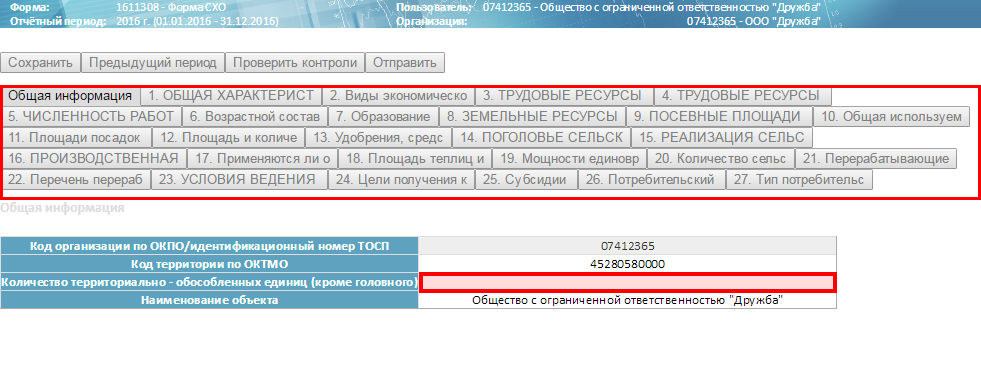 Форма: 1611308 - ФормаСХО Пользователь: 07412365 - Общество с ограниченной ответственностью "Дружба"
Отчётный период: 2016 г. (01.01.2016 - 31.12.2016) Организация: 07412365 - ООО "Дружба"
Сохранить Предыдущий период Проверить контроли Отправить
Общая информация 1. ОБЩАЯ ХАРАКТЕРИСТ 2. Виды экономическо 3. ТРУДОВЫЕ РЕСУРСЫ 4. ТРУДОВЫЕ РЕСУРСЫ
5. ЧИСЛЕННОСТЬ РАБОТ 6. Возрастной состав 7. Образование 8. ЗЕМЕЛЬНЫЕ РЕСУРСЫ 9. ПОСЕВНЫЕ ПЛОЩАДИ 10. Общая используем
11. Площади посадок 12. Площадь и количе 13. Удобрения, средс 14. ПОГОЛОВЬЕ СЕЛЬСК 15. РЕАЛИЗАЦИЯ СЕЛЬС
16. ПРОИЗВОДСТВЕННАЯ 17. Применяются ли о 18. Площадь теплиц и 19. Мощности единовр 20. Количество сельс 21. Перерабатывающие
22. Перечень перераб 23. УСЛОВИЯ ВЕДЕНИЯ 24. Цели получения к 25. Субсидии 26. Потребительский 27. Тип потребительс
Общая информация
Код организации по ОКПО/идентификационный номер ТОСП 07412365
Код территории по ОКТМО 45280580000
Количество территориально - обособленных единиц (кроме головного)
Наименование объекта Общество с ограниченной ответственностью "Дружба"